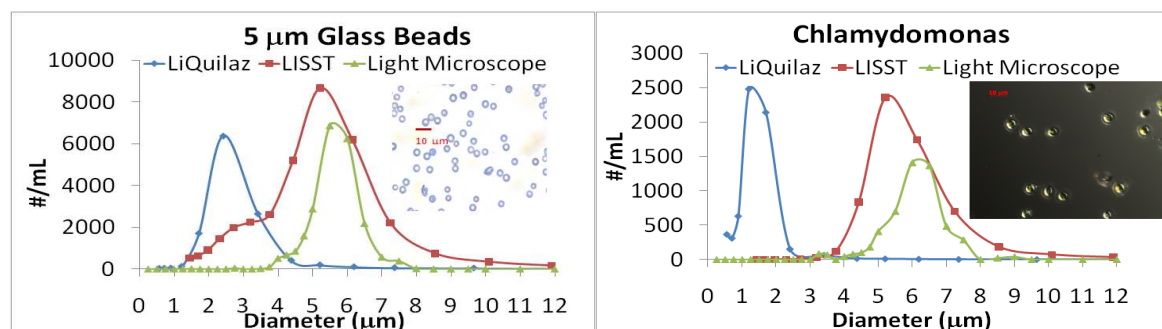 5 µm Glass Beads
LiQuilaz LISST Light Microscope
10000
8000
6000
4000
2000
0
#/mL
10 µm
0 1 2 3 4 5 6 7 8 9 10 11 12
Diameter (µm)
Chlamydomonas
LiQuilaz LISST Light Microscope
3000
2500
2000
1500
1000
500
0
#/mL
10 µm
0 1 2 3 4 5 6 7 8 9 10 11 12
Diameter (µm)